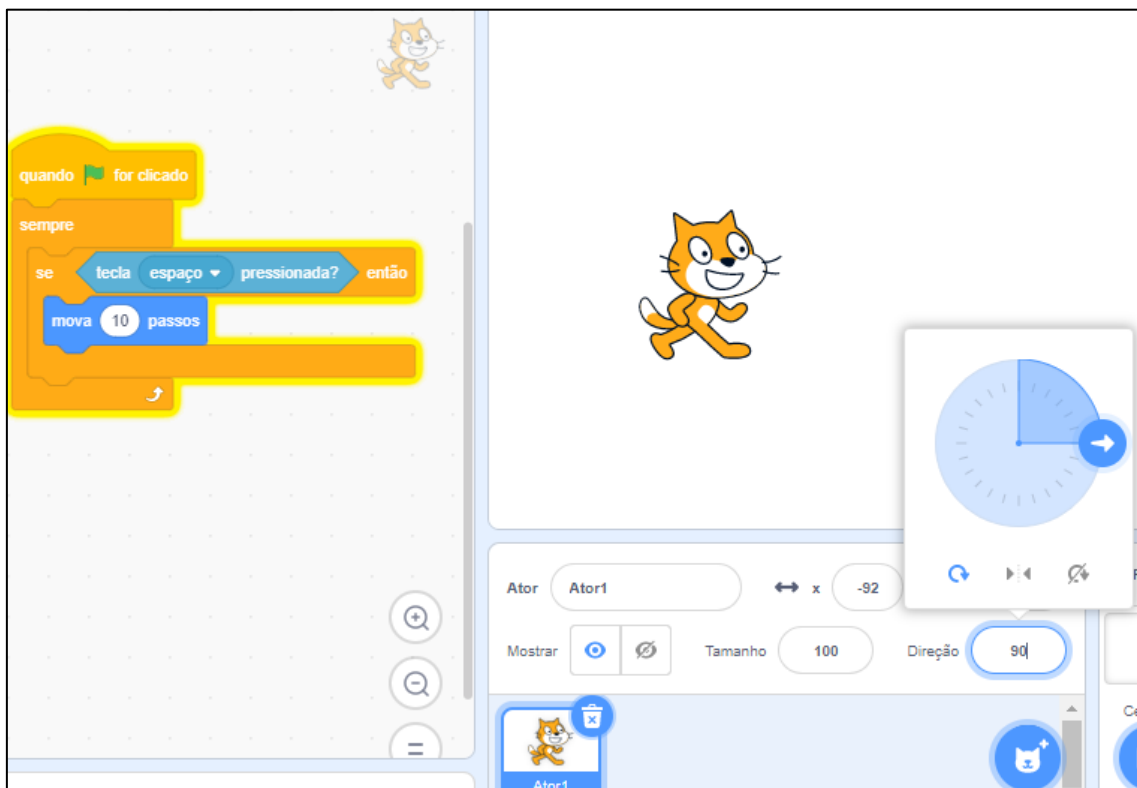 quando for clicado
sempre
se tecla espaço pressionada? então
mova 10 passos
Ator Ator1 x -92
Mostrar Tamanho 100 Direção 90
Ator1